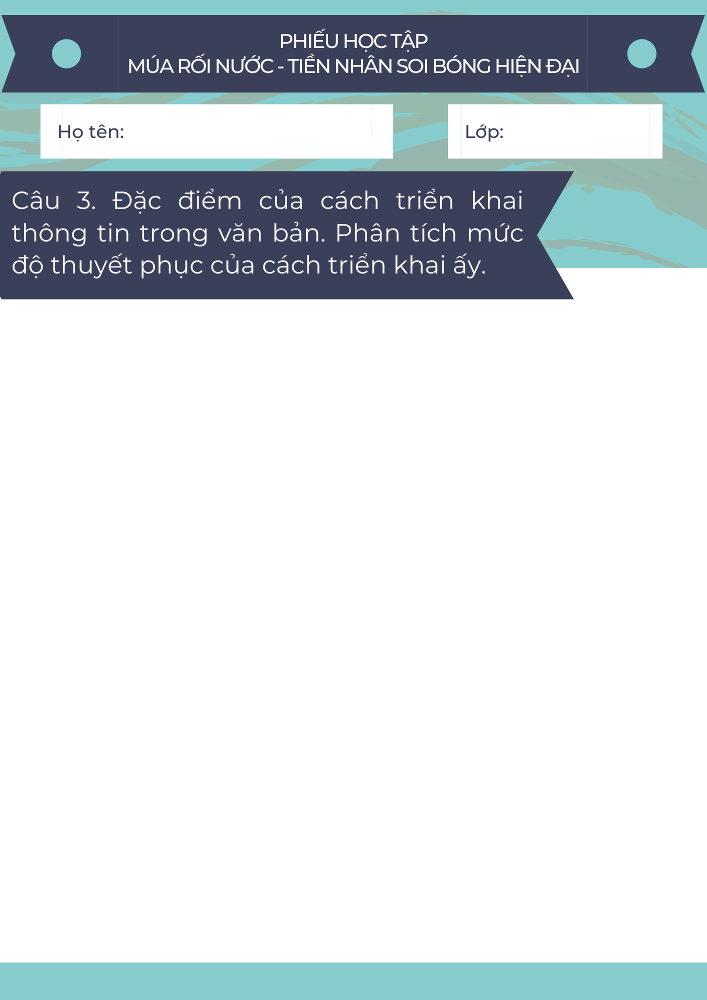 PHIẾU HỌC TẬP
MÚA RỐI NƯỚC - TIỀN NHÂN SOI BÓNG HIỆN ĐẠI
Họ tên:
Lớp:
Câu 3. Đặc điểm của cách triển khai
thông tin trong văn bản. Phân tích mức
độ thuyết phục của cách triển khai ấy.